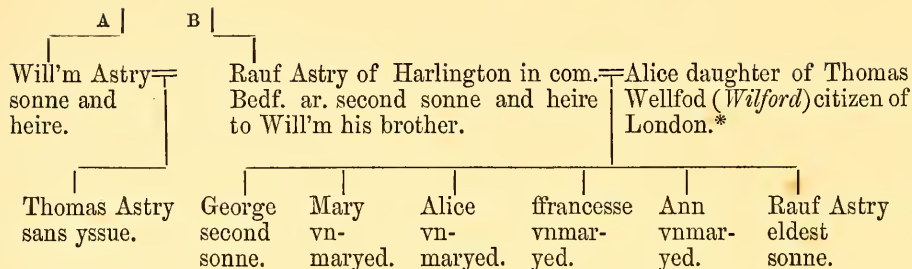 A B
Will'm Astry
sonne and
heire.
Rauf Astry of Harlington in com.
Bedf. ar. second sonne and heire
to Will'm his brother.
Alice daughter of Thomas
Wellfod (Wilford) citizen of
London.*
Thomas Astry
sans yssue.
George
second
sonne.
Mary
vn-
maryed.
Alice
vn-
maryed.
ffrancesse
vnmar-
yed.
Ann
vnmar-
yed.
Rauf Astry
eldest
sonne.